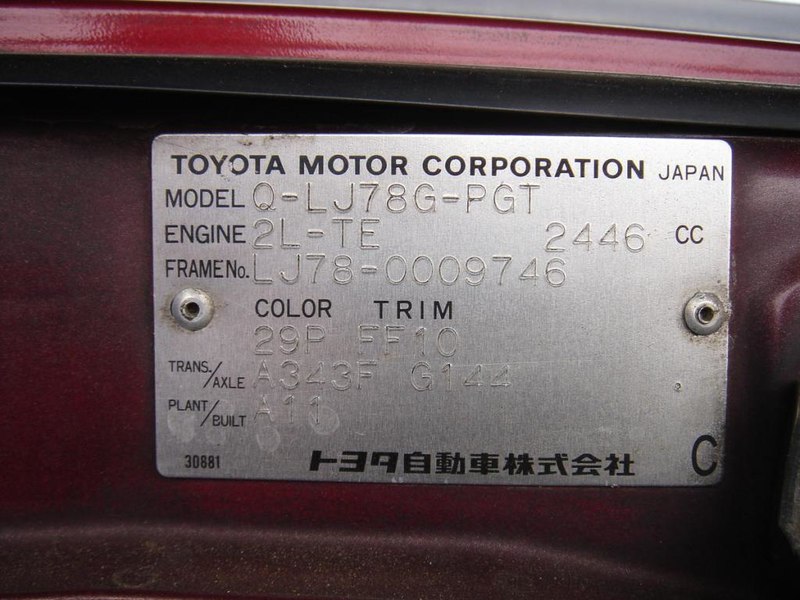 TOYOTA MOTOR CORPORATION JAPAN
MODEL Q-LJ78G-PGT
ENGINE 2L-TE 2446 CC
FRAME No. LJ78-0009746
COLOR TRIM
29P FF10
TRANS./AXLE A343F G144
PLANT/BUILT A11
30881 トヨタ自動車株式会社 C